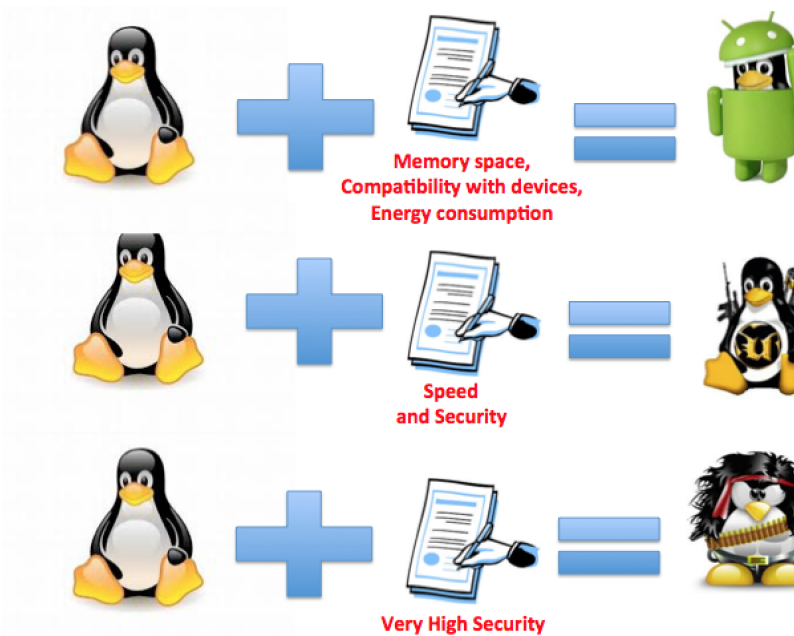 Memory space,
Compatibility with devices,
Energy consumption
U
Speed
and Security
Very High Security